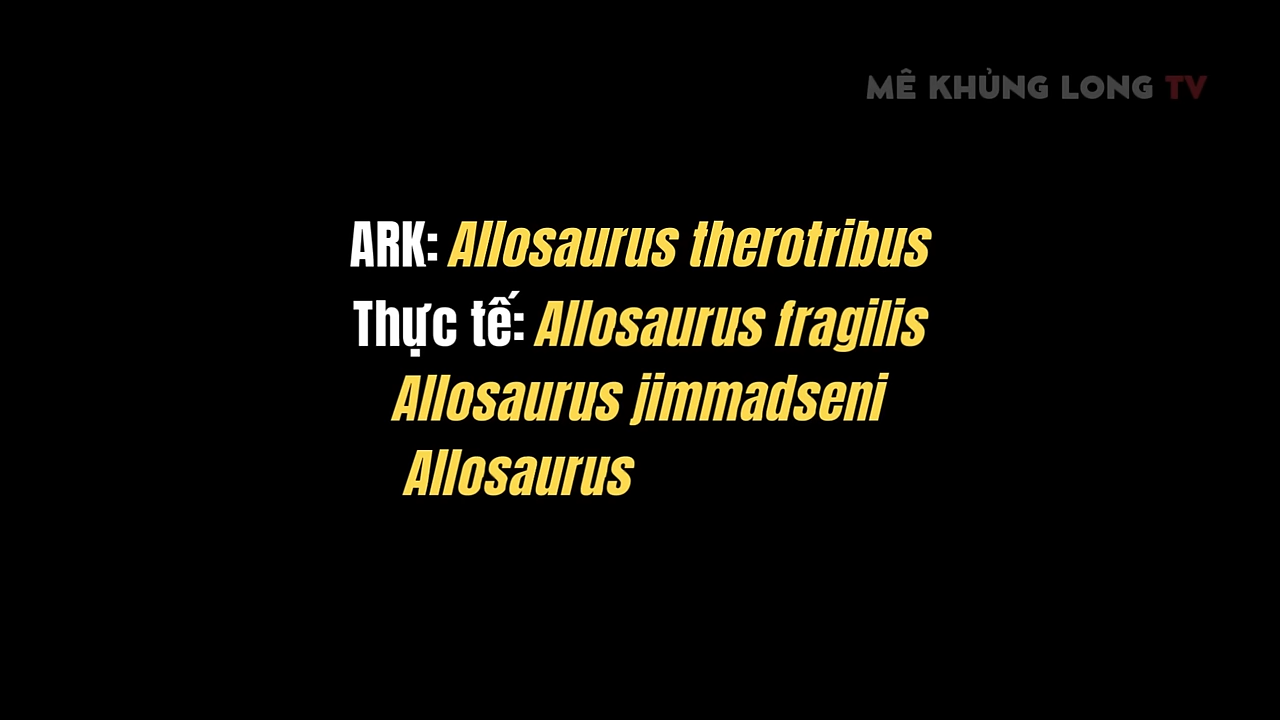 MÊ KHỦNG LONG TV
ARK: Allosaurus therotribus
Thực tế: Allosaurus fragilis
Allosaurus jimmadseni
Allosaurus